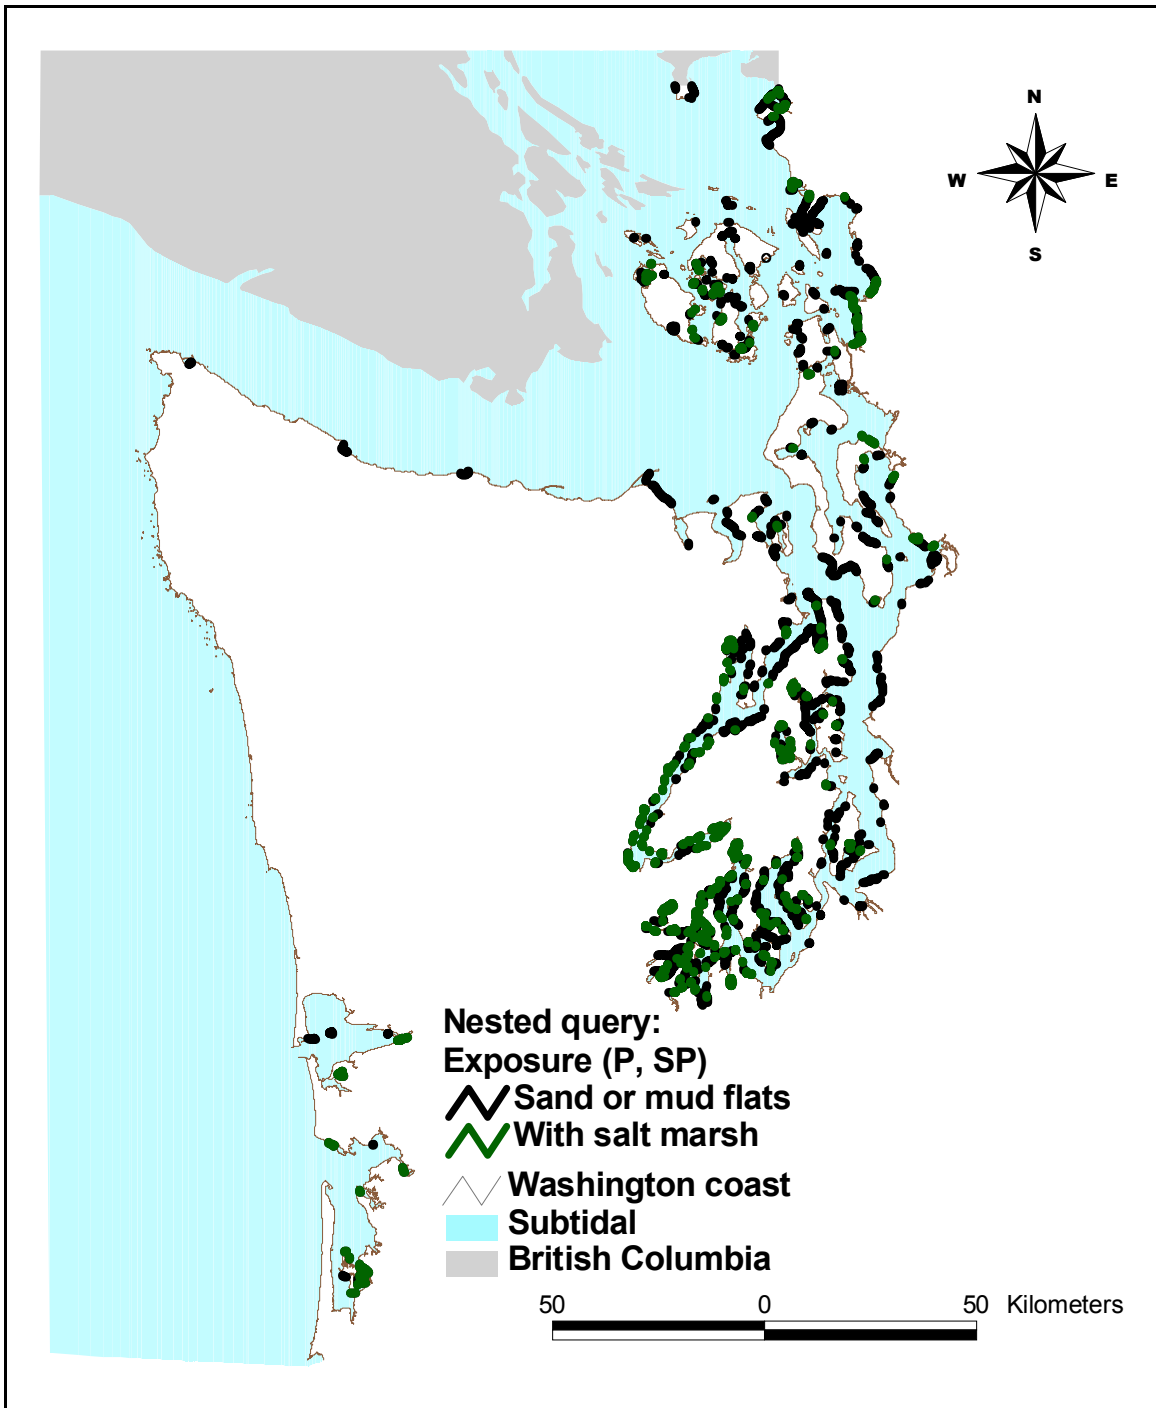 N
W E
S
Nested query:
Exposure (P, SP)
Sand or mud flats
With salt marsh
Washington coast
Subtidal
British Columbia
50 0 50 Kilometers